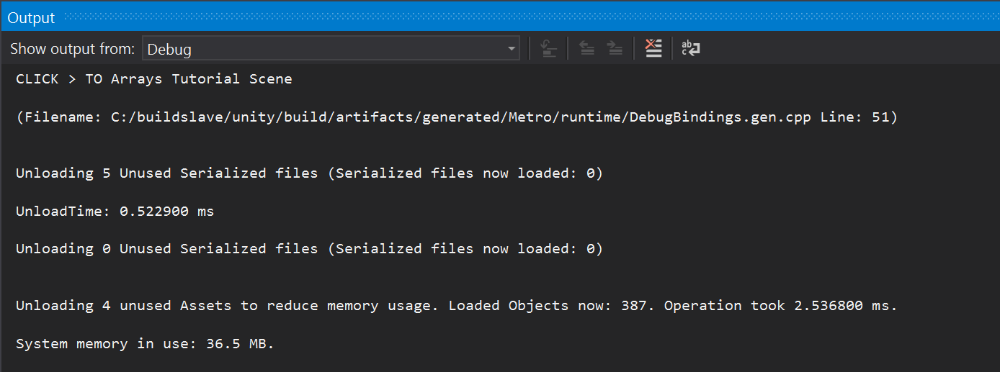 Output
Show output from: Debug
CLICK > TO Arrays Tutorial Scene
(Filename: C:/buildslave/unity/build/artifacts/generated/Metro/runtime/DebugBindings.gen.cpp Line: 51)
Unloading 5 Unused Serialized files (Serialized files now loaded: 0)
UnloadTime: 0.522900 ms
Unloading 0 Unused Serialized files (Serialized files now loaded: 0)
Unloading 4 unused Assets to reduce memory usage. Loaded Objects now: 387. Operation took 2.536800 ms.
System memory in use: 36.5 MB.